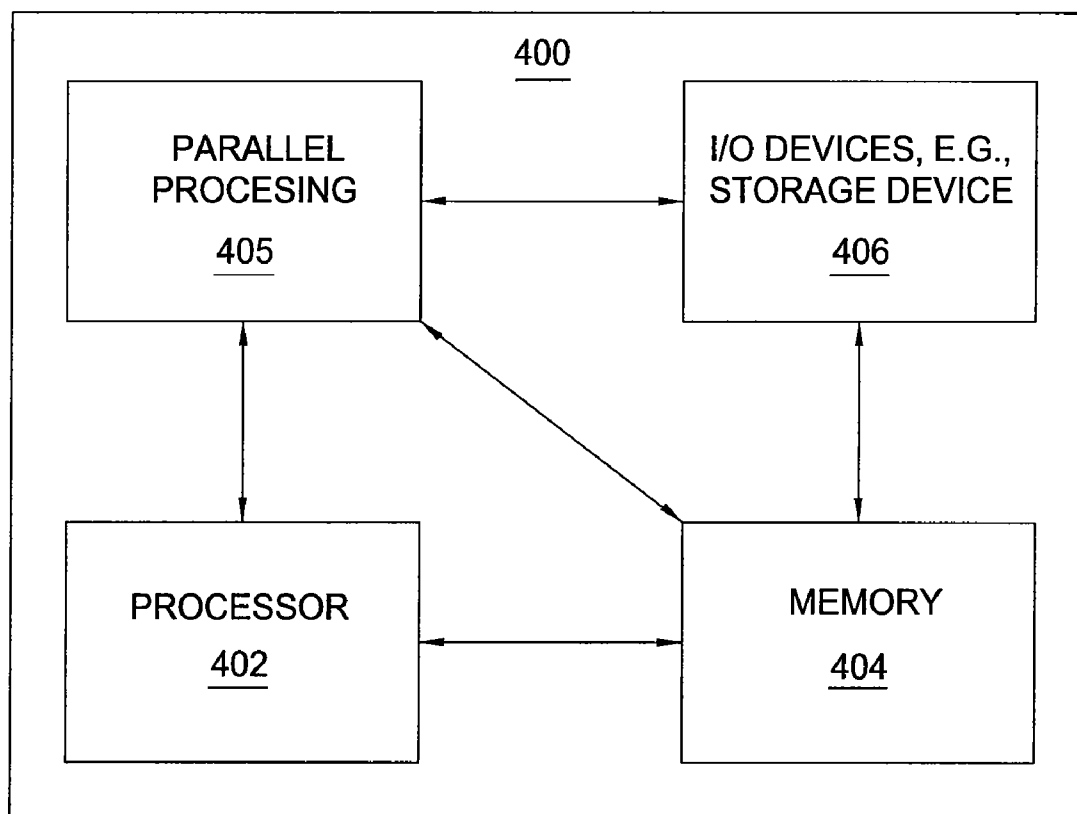 400
PARALLEL
PROCESING
405
I/O DEVICES, E.G.,
STORAGE DEVICE
406
PROCESSOR
402
MEMORY
404